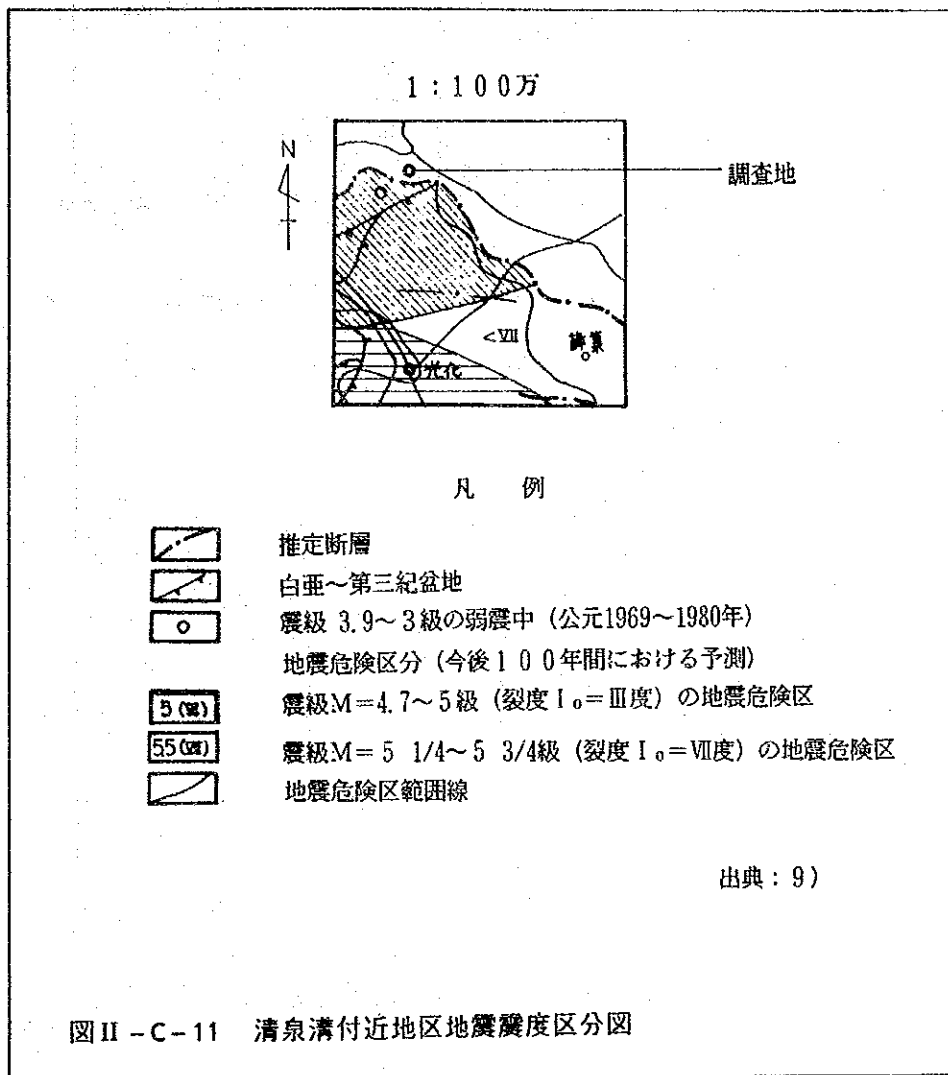 1:100万
N
調査地
<Ⅶ
光化
凡 例
推定断層
白亜~第三紀盆地
震級 3.9~3級の弱震中 (公元1969~1980年)
地震危険区分 (今後100年間における予測)
震級M=4.7~5級 (裂度 I₀=Ⅲ度) の地震危険区
震級M= 5 1/4~5 3/4級 (裂度 I₀=Ⅶ度) の地震危険区
地震危険区範囲線
出典: 9)
図Ⅱ-C-11 清泉溝付近地区地震震度区分図